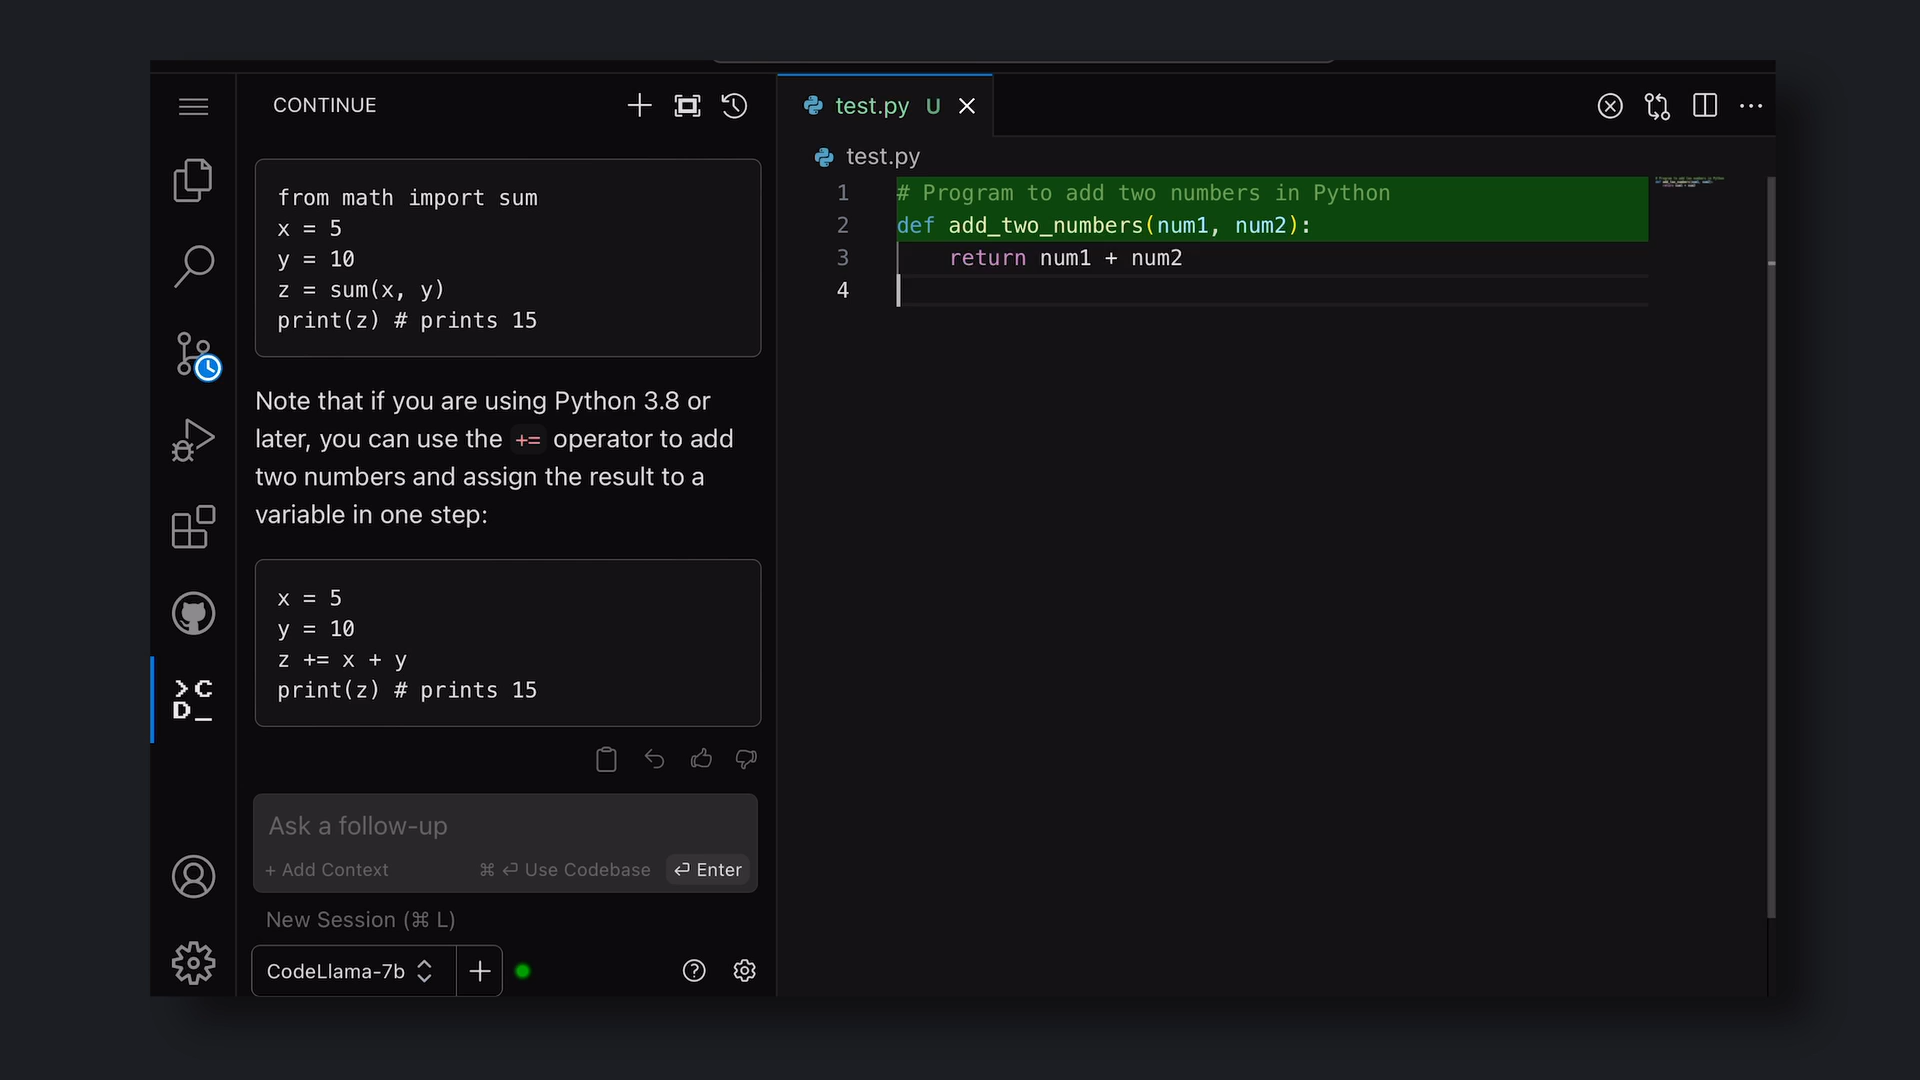 CONTINUE
from math import sum
x = 5
y = 10
z = sum(x, y)
print(z) # prints 15
Note that if you are using Python 3.8 or
later, you can use the += operator to add
two numbers and assign the result to a
variable in one step:
x = 5
y = 10
z += x + y
print(z) # prints 15
Ask a follow-up
+ Add Context ⌘ ⏎ Use Codebase ⏎ Enter
New Session (⌘ L)
CodeLlama-7b
>C
D_
test.py U
test.py
1 # Program to add two numbers in Python
2 def add_two_numbers(num1, num2):
3     return num1 + num2
4